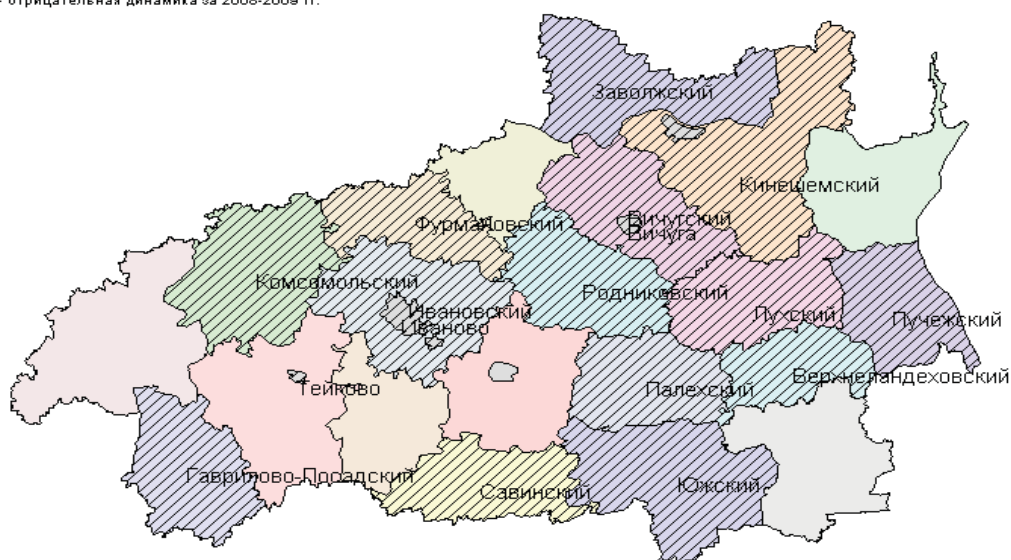 - отрицательная динамика за 2008-2009 гг.
Заволжский
Кинешемский
Вичугский
Фурмановский
Вичуга
Комсомольский
Родниковский
Ивановский
Лухский
Пучежский
Иваново
Верхнеландеховский
Тейково
Палехский
Гаврилово-Посадский
Южский
Савинский